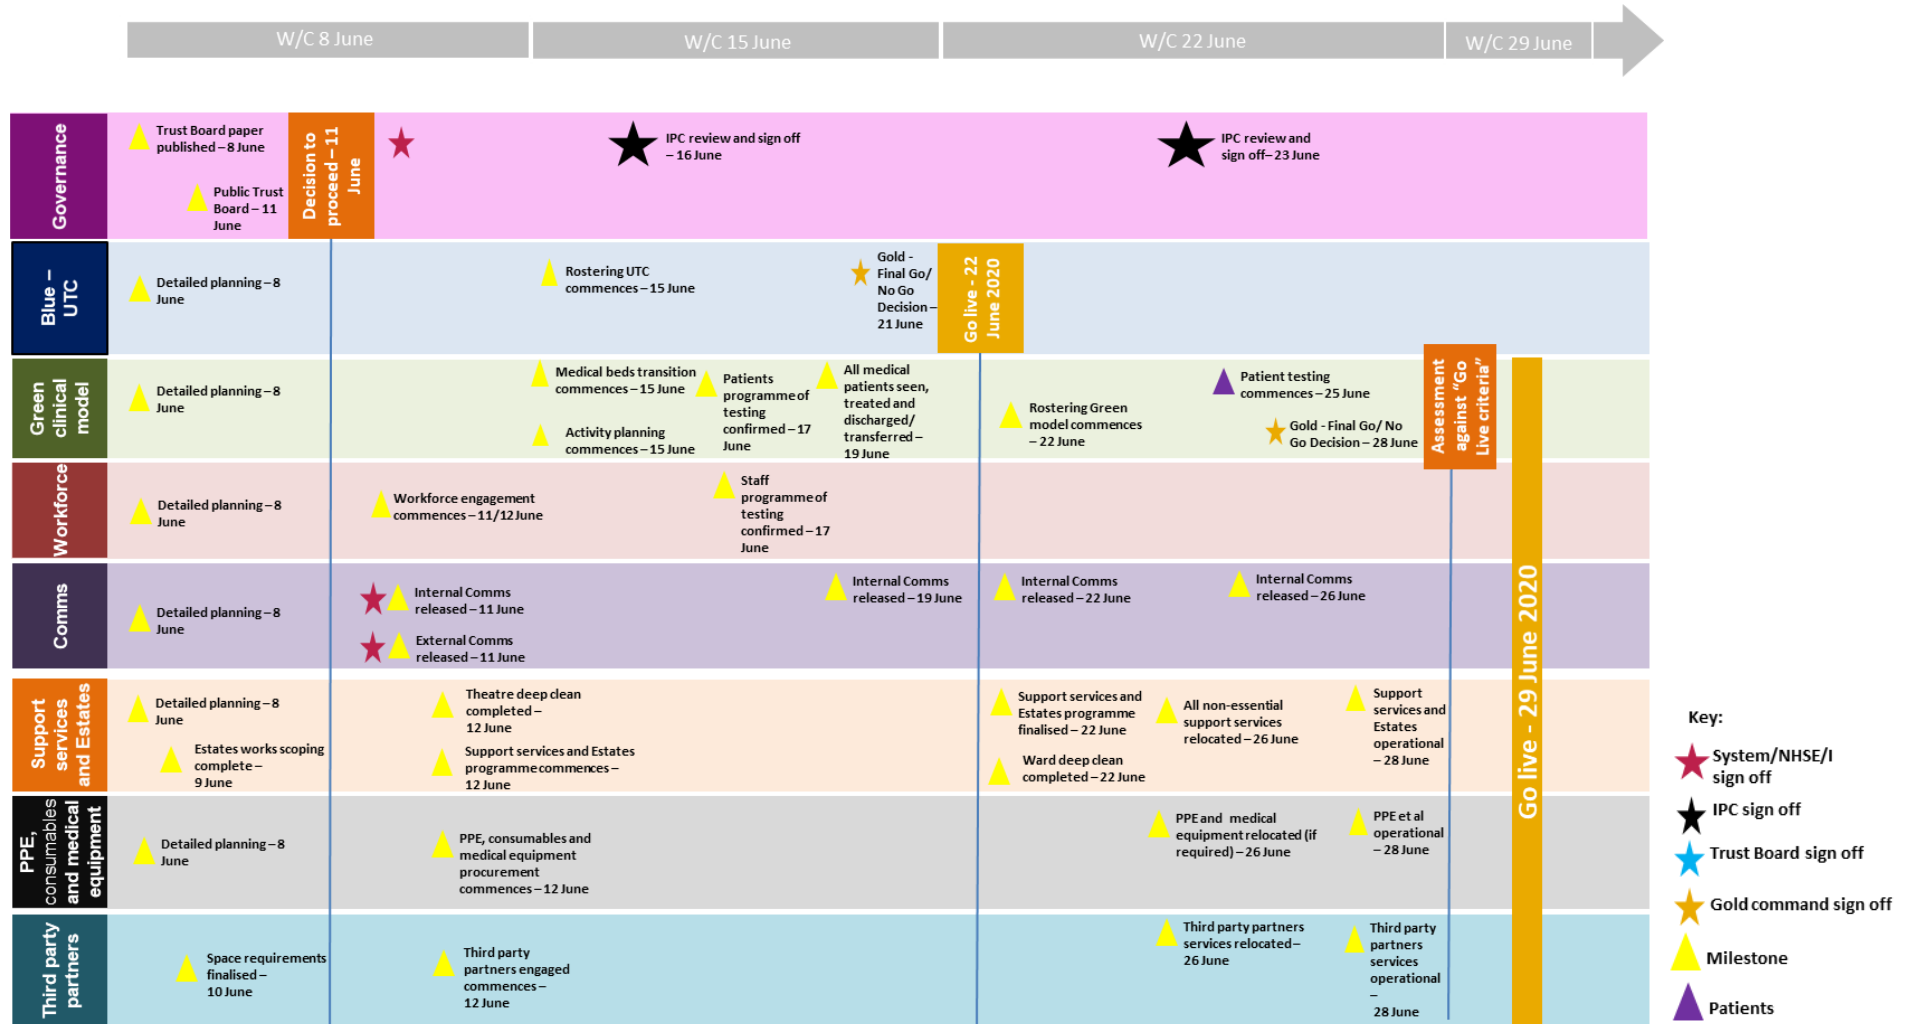 W/C 8 June
W/C 15 June
W/C 22 June
W/C 29 June
Governance
Trust Board paper
published – 8 June
Public Trust
Board – 11
June
Decision to
proceed – 11
June
IPC review and sign off
– 16 June
IPC review and
sign off– 23 June
Blue –
UTC
Detailed planning – 8
June
Rostering UTC
commences – 15 June
Gold -
Final Go/
No Go
Decision –
21 June
Go live - 22
June 2020
Green
clinical
model
Detailed planning – 8
June
Medical beds transition
commences – 15 June
Activity planning
commences – 15 June
Patients
programme of
testing
confirmed – 17
June
All medical
patients seen,
treated and
discharged/
transferred –
19 June
Rostering Green
model commences
– 22 June
Patient testing
commences – 25 June
Gold - Final Go/ No
Go Decision – 28 June
Assessment
against “Go
Live criteria”
Workforce
Detailed planning – 8
June
Workforce engagement
commences – 11/12 June
Staff
programme of
testing
confirmed – 17
June
Comms
Detailed planning – 8
June
Internal Comms
released – 11 June
External Comms
released – 11 June
Internal Comms
released – 19 June
Internal Comms
released – 22 June
Internal Comms
released – 26 June
Go live - 29 June 2020
Support
services
and Estates
Detailed planning – 8
June
Estates works scoping
complete –
9 June
Theatre deep clean
completed –
12 June
Support services and Estates
programme commences –
12 June
Support services and
Estates programme
finalised – 22 June
Ward deep clean
completed – 22 June
All non-essential
support services
relocated – 26 June
Support
services and
Estates
operational
– 28 June
PPE,
consumables
and medical
equipment
Detailed planning – 8
June
PPE, consumables and
medical equipment
procurement
commences – 12 June
PPE and medical
equipment relocated (if
required) – 26 June
PPE et al
operational
– 28 June
Third party
partners
Space requirements
finalised –
10 June
Third party
partners engaged
commences –
12 June
Third party partners
services relocated –
26 June
Third party
partners
services
operational
–
28 June
Key:
System/NHSE/I
sign off
IPC sign off
Trust Board sign off
Gold command sign off
Milestone
Patients